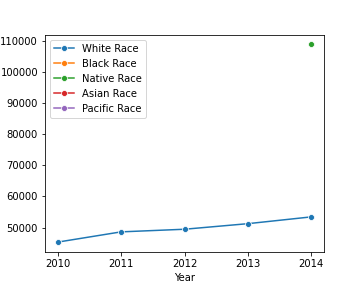 110000
100000
90000
80000
70000
60000
50000
White Race
Black Race
Native Race
Asian Race
Pacific Race
2010 2011 2012 2013 2014
Year